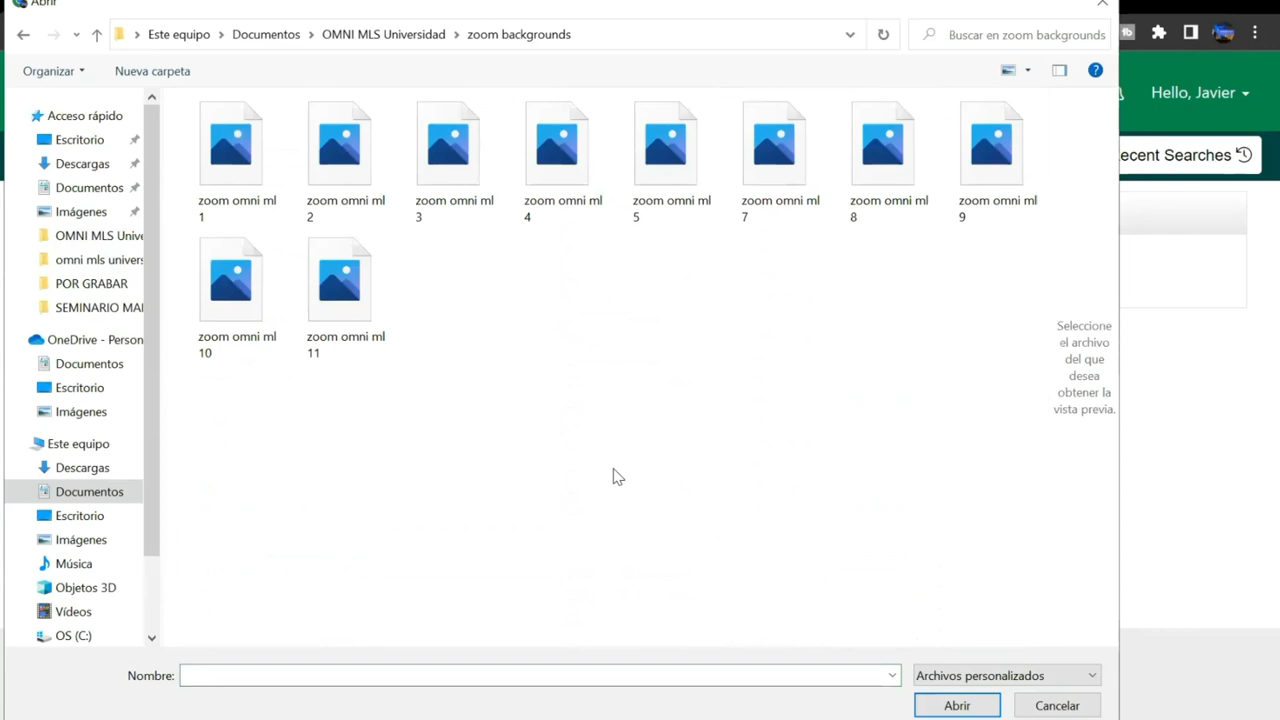 Abrir
Este equipo > Documentos > OMNI MLS Universidad > zoom backgrounds
Buscar en zoom backgrounds
Organizar
Nueva carpeta
Hello, Javier
ecent Searches
Acceso rápido
Escritorio
Descargas
Documentos
Imágenes
OMNI MLS Unive
omni mls univers
POR GRABAR
SEMINARIO MAI
OneDrive - Person
Documentos
Escritorio
Imágenes
Este equipo
Descargas
Documentos
Escritorio
Imágenes
Música
Objetos 3D
Vídeos
OS (C:)
zoom omni ml
1
zoom omni ml
2
zoom omni ml
3
zoom omni ml
4
zoom omni ml
5
zoom omni ml
7
zoom omni ml
8
zoom omni ml
9
zoom omni ml
10
zoom omni ml
11
Seleccione
el archivo
del que
desea
obtener la
vista previa.
Nombre:
Archivos personalizados
Abrir
Cancelar